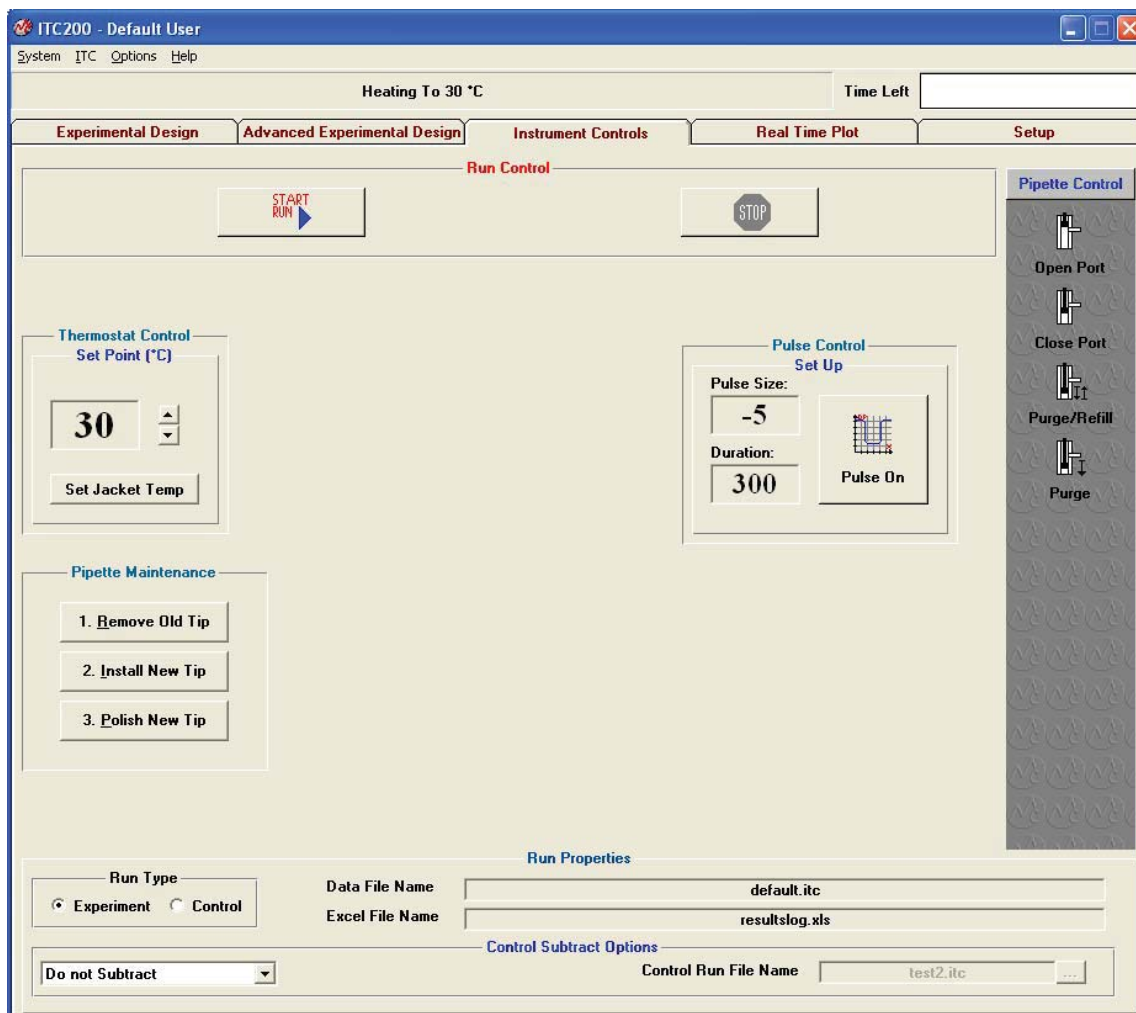 ITC200 - Default User
System ITC Options Help
Heating To 30 °C
Time Left
Experimental Design
Advanced Experimental Design
Instrument Controls
Real Time Plot
Setup
Run Control
START RUN
STOP
Pipette Control
Open Port
Close Port
Purge/Refill
Purge
Thermostat Control
Set Point (°C)
30
Set Jacket Temp
Pulse Control
Set Up
Pulse Size:
-5
Duration:
300
Pulse On
Pipette Maintenance
1. Remove Old Tip
2. Install New Tip
3. Polish New Tip
Run Properties
Run Type
Experiment Control
Data File Name default.itc
Excel File Name resultslog.xls
Control Subtract Options
Do not Subtract
Control Run File Name test2.itc ...